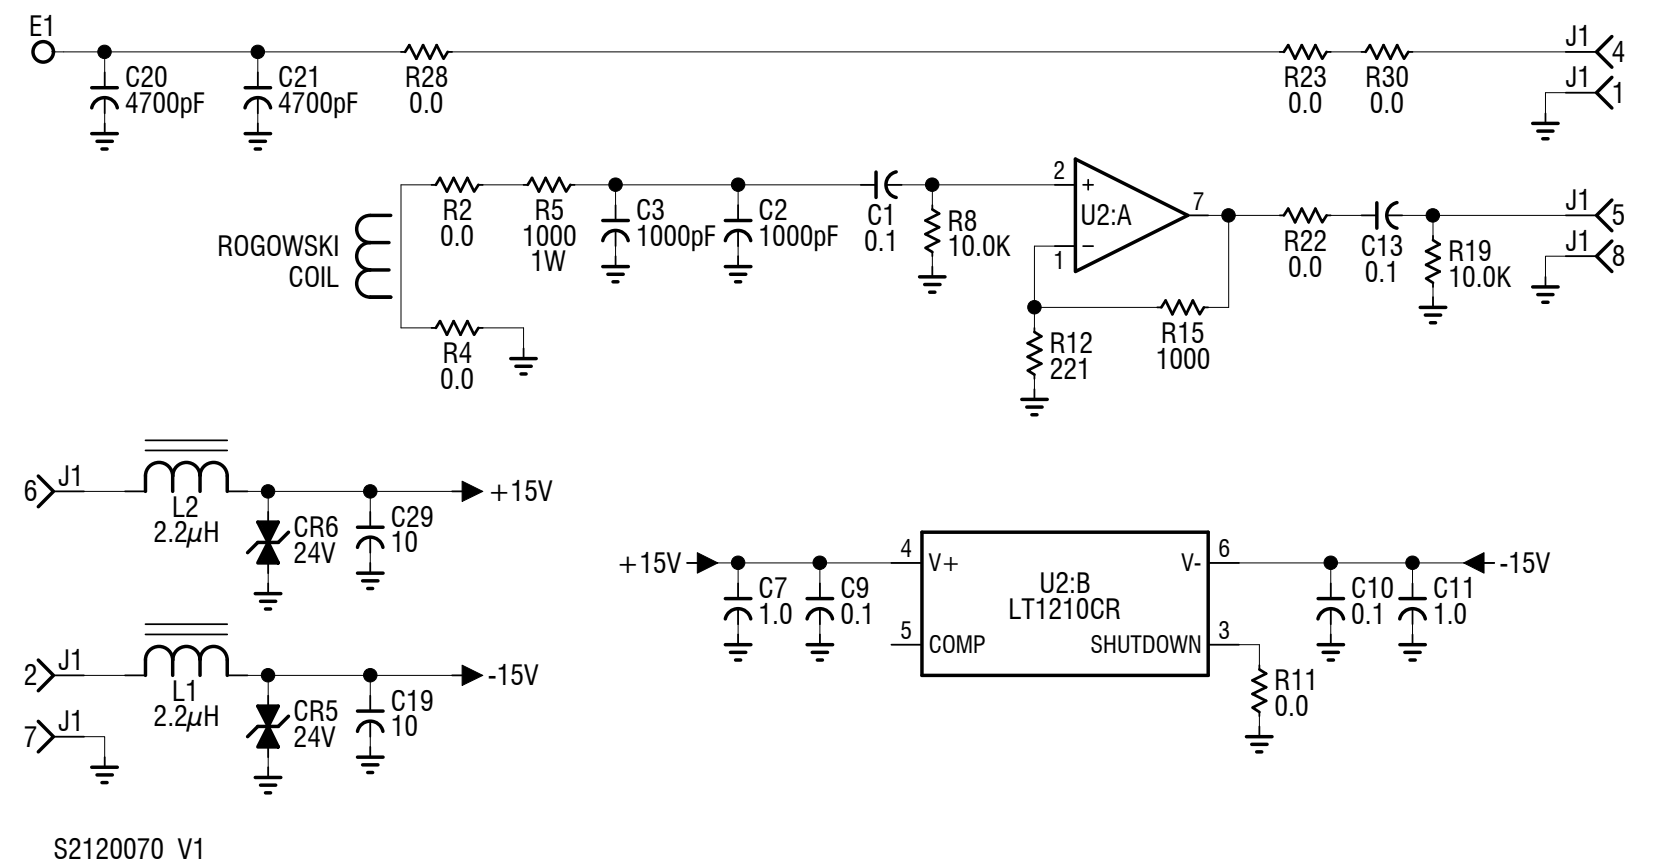 E1
C20
4700pF
C21
4700pF
R28
0.0
R23
0.0
R30
0.0
J1
4
J1
1
ROGOWSKI
COIL
R2
0.0
R5
1000
1W
C3
1000pF
C2
1000pF
C1
0.1
R8
10.0K
2
+
U2:A
−
1
7
R4
0.0
R12
221
R15
1000
R22
0.0
C13
0.1
R19
10.0K
J1
5
J1
8
6
J1
L2
2.2µH
CR6
24V
C29
10
+15V
2
J1
L1
2.2µH
CR5
24V
C19
10
-15V
7
J1
+15V
C7
1.0
C9
0.1
4
V+
5
COMP
U2:B
LT1210CR
V-
6
SHUTDOWN
3
R11
0.0
C10
0.1
C11
1.0
-15V
S2120070 V1